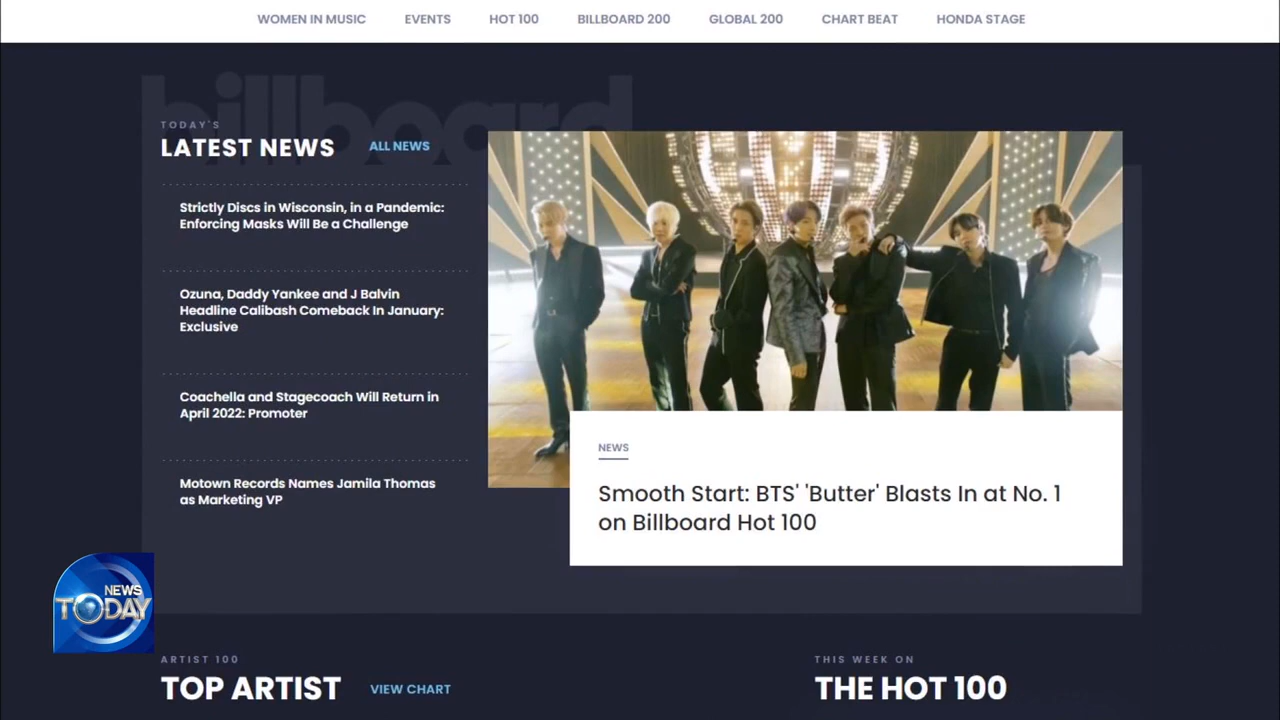 WOMEN IN MUSIC EVENTS HOT 100 BILLBOARD 200 GLOBAL 200 CHART BEAT HONDA STAGE
billboard
TODAY'S
LATEST NEWS ALL NEWS
Strictly Discs in Wisconsin, in a Pandemic:
Enforcing Masks Will Be a Challenge
Ozuna, Daddy Yankee and J Balvin
Headline Calibash Comeback In January:
Exclusive
Coachella and Stagecoach Will Return in
April 2022: Promoter
Motown Records Names Jamila Thomas
as Marketing VP
NEWS
Smooth Start: BTS' 'Butter' Blasts In at No. 1
on Billboard Hot 100
NEWS
TODAY
ARTIST 100
TOP ARTIST VIEW CHART
THIS WEEK ON
THE HOT 100